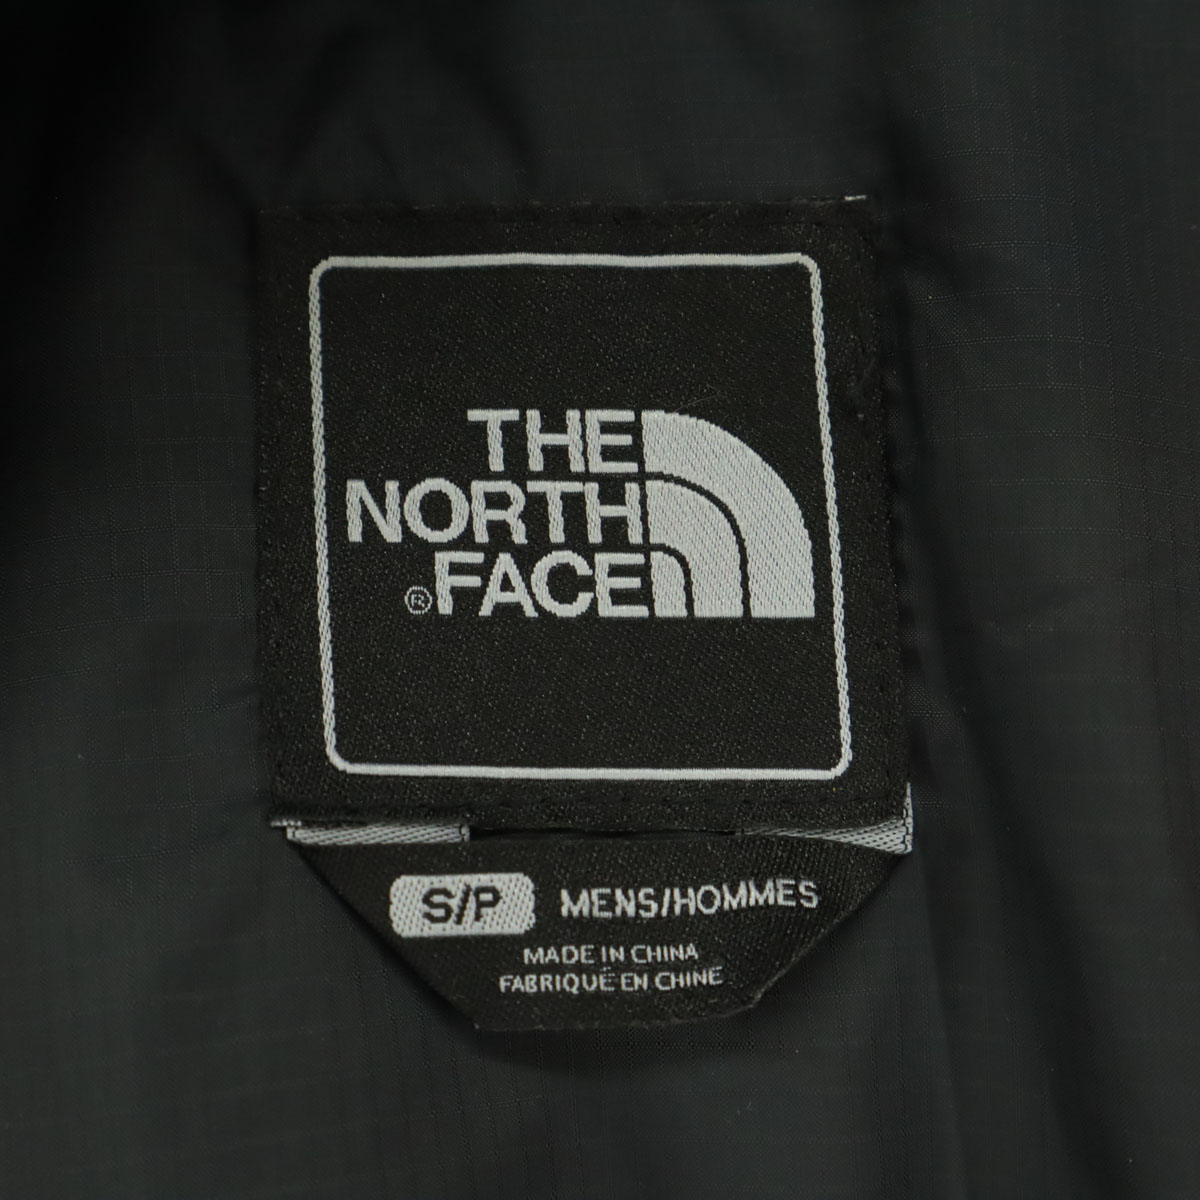 THE
NORTH
®FACE
S/P MENS/HOMMES
MADE IN CHINA
FABRIQUÉ EN CHINE